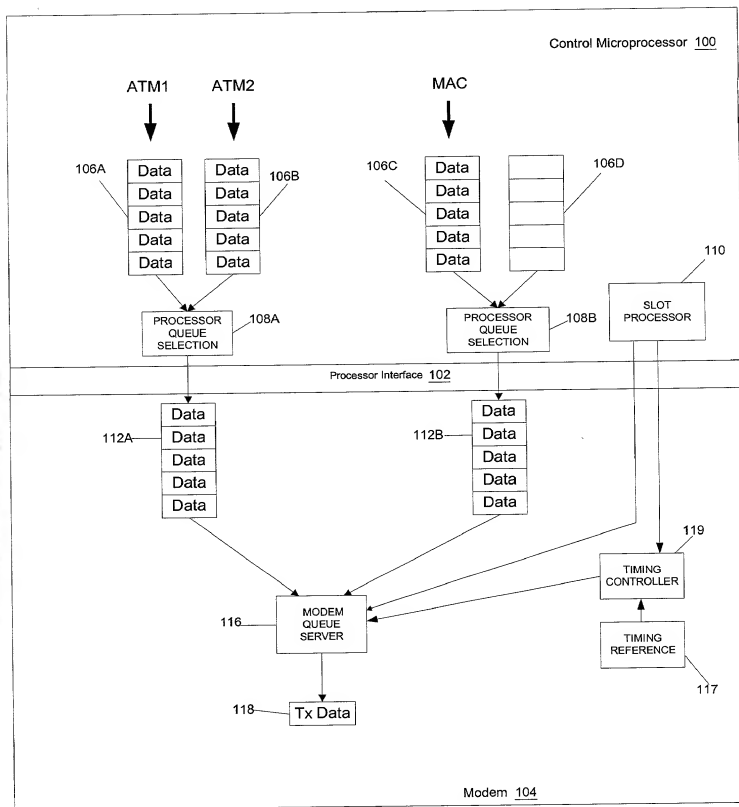 Control Microprocessor 100
ATM1
ATM2
MAC
106A
Data
Data
Data
Data
Data
Data
Data
Data
Data
Data
106B
106C
Data
Data
Data
Data
Data
106D
110
PROCESSOR
QUEUE
SELECTION
108A
PROCESSOR
QUEUE
SELECTION
108B
SLOT
PROCESSOR
Processor Interface 102
112A
Data
Data
Data
Data
Data
112B
Data
Data
Data
Data
Data
119
TIMING
CONTROLLER
116
MODEM
QUEUE
SERVER
TIMING
REFERENCE
117
118
Tx Data
Modem 104